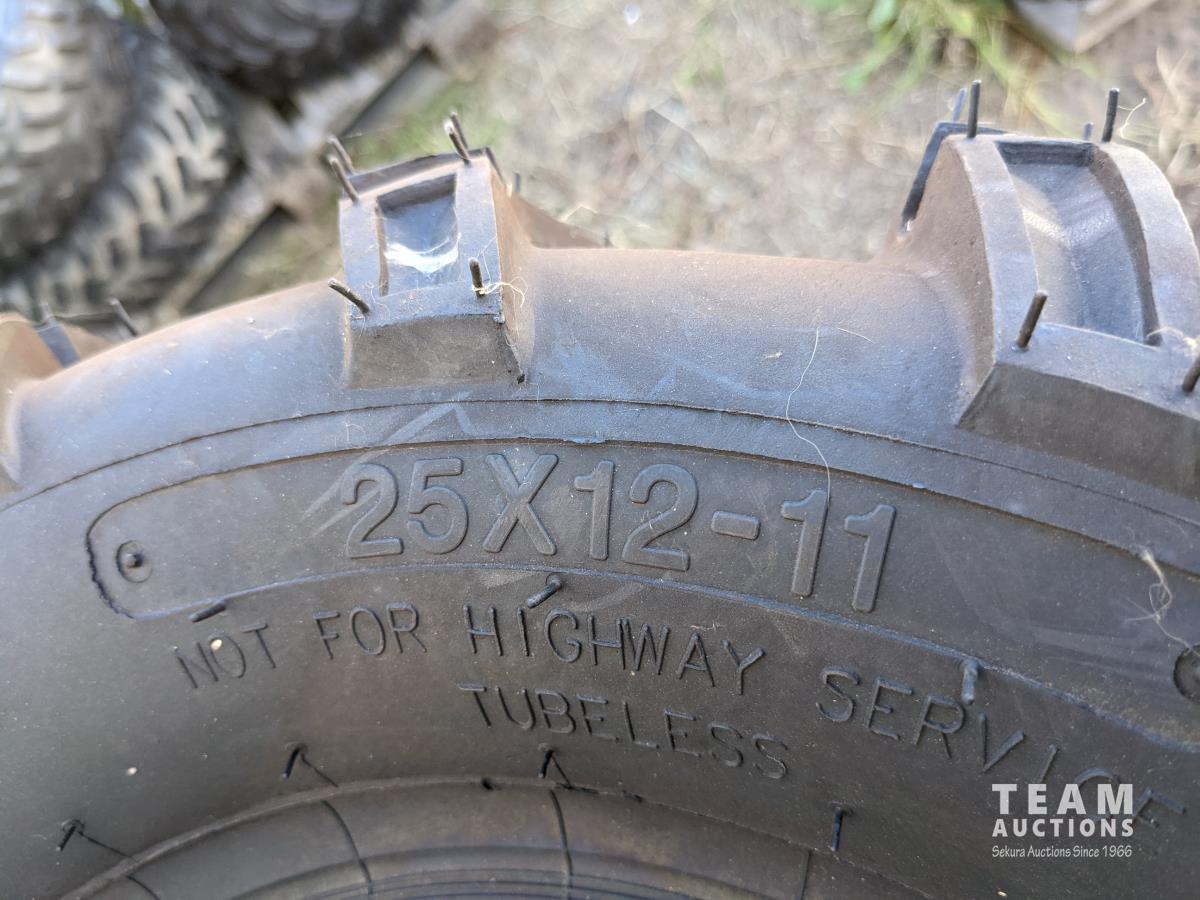 25X12-11
NOT FOR HIGHWAY SERVICE
TUBELESS
TEAM
AUCTIONS
Sekura Auctions Since 1966